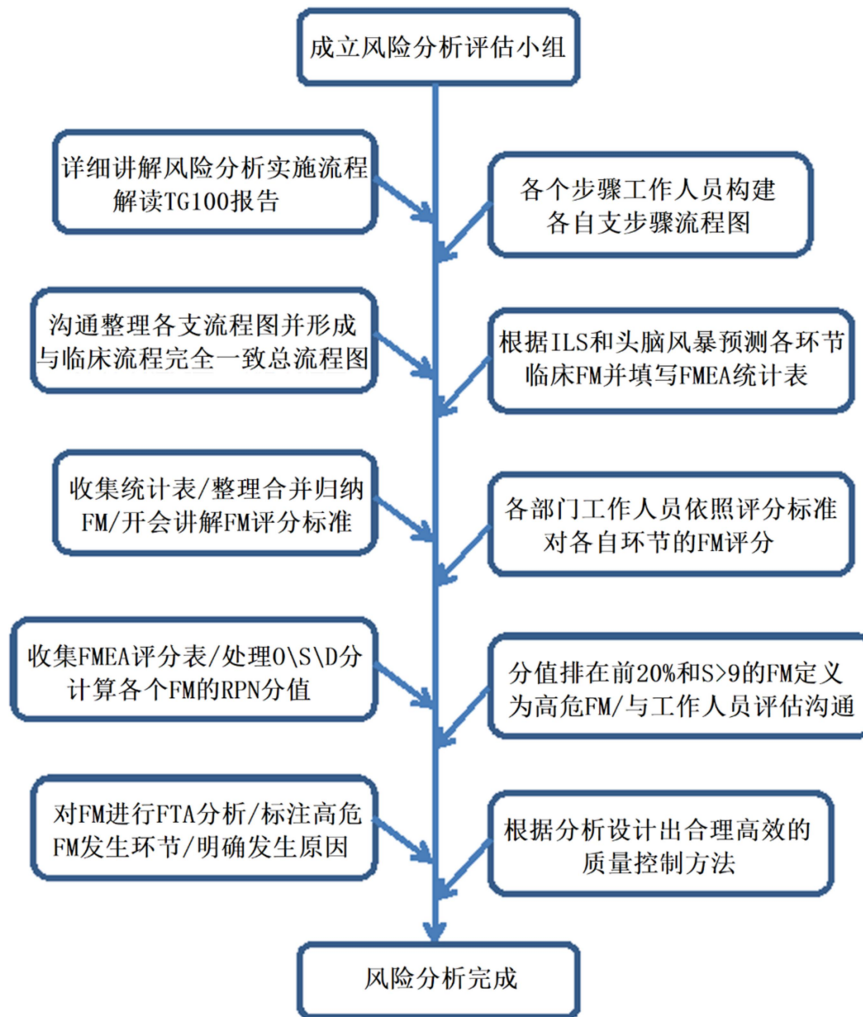 成立风险分析评估小组
详细讲解风险分析实施流程
解读TG100报告
各个步骤工作人员构建
各自支步骤流程图
沟通整理各支流程图并形成
与临床流程完全一致总流程图
根据ILS和头脑风暴预测各环节
临床FM并填写FMEA统计表
收集统计表/整理合并归纳
FM/开会讲解FM评分标准
各部门工作人员依照评分标准
对各自环节的FM评分
收集FMEA评分表/处理O\S\D分
计算各个FM的RPN分值
分值排在前20%和S>9的FM定义
为高危FM/与工作人员评估沟通
对FM进行FTA分析/标注高危
FM发生环节/明确发生原因
根据分析设计出合理高效的
质量控制方法
风险分析完成